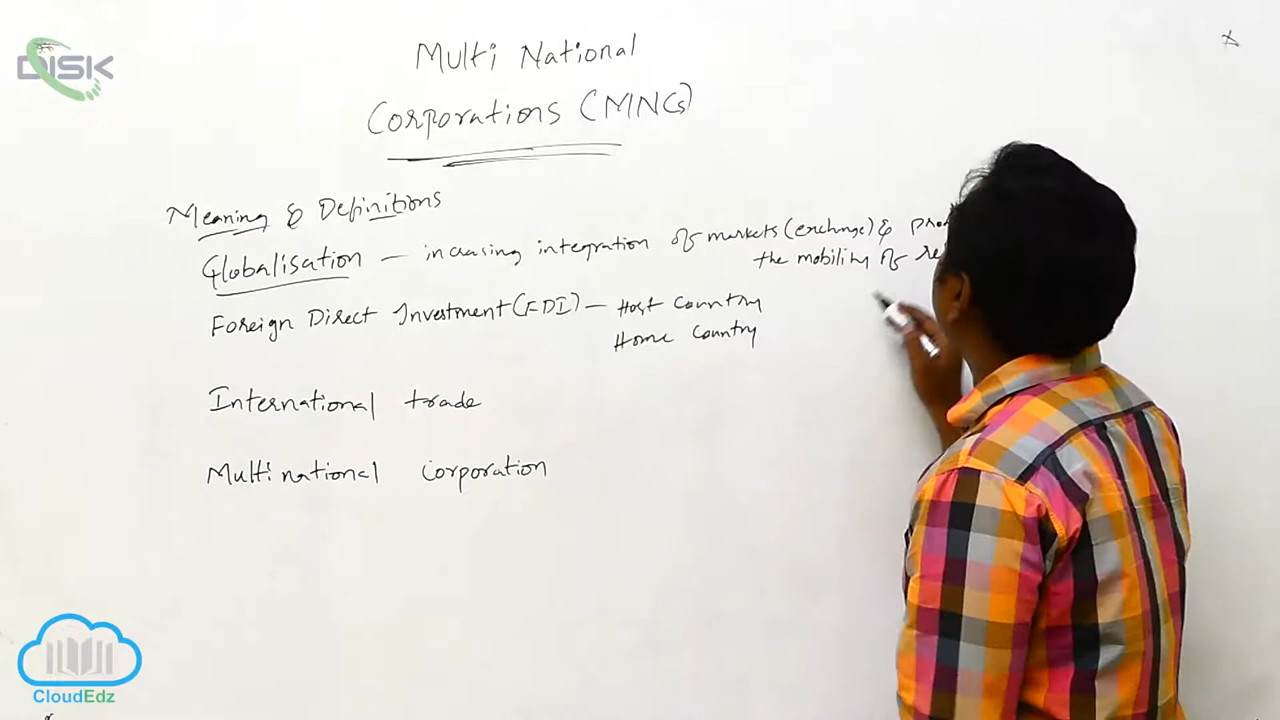 DISK
Multi National
Corporations (MNCs)
Meaning & Definitions
Globalisation — increasing integration of markets (exchange) &
the mobility of
Foreign Direct Investment (FDI) — Host Country
Home Country
International trade
Multinational corporation
CloudEdz